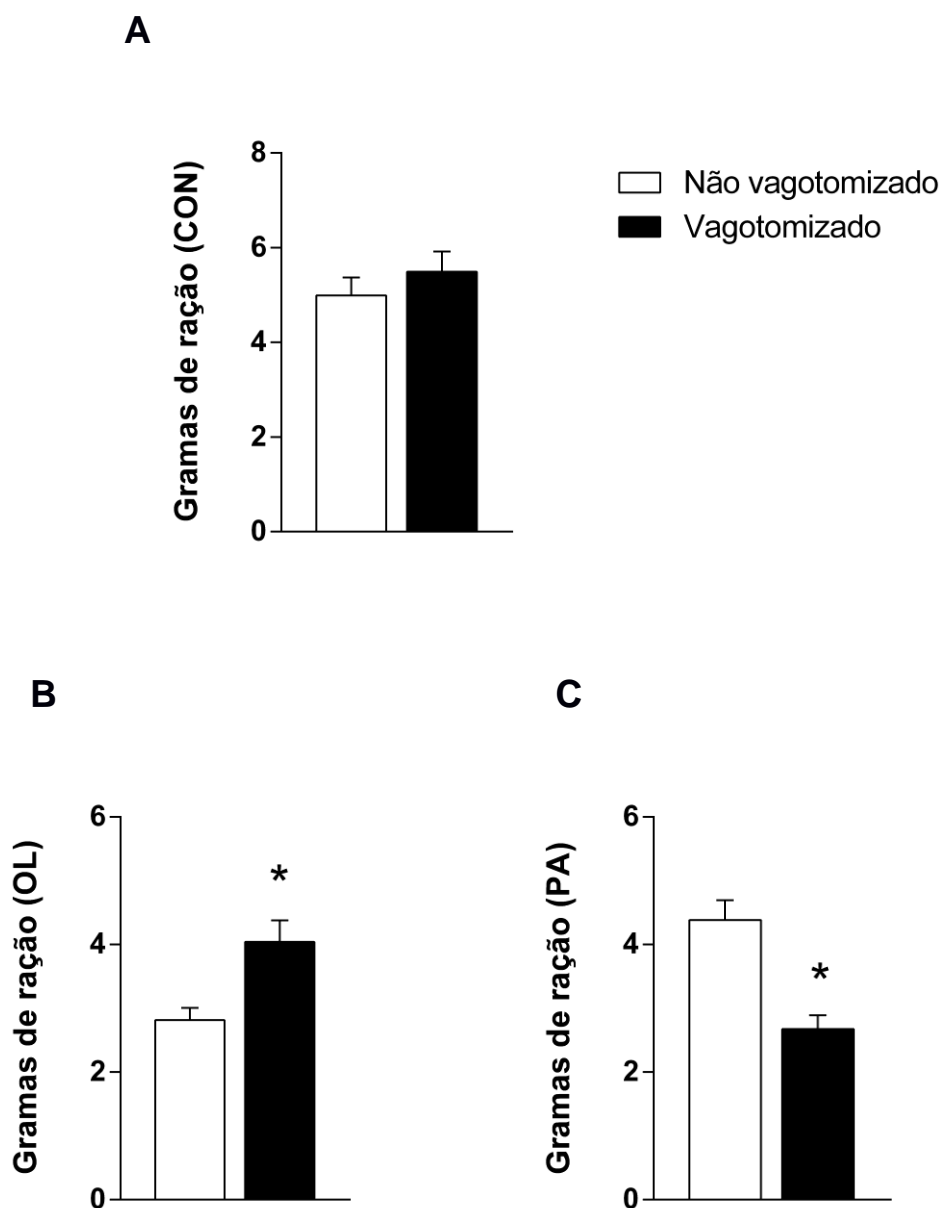 A
Gramas de ração (CON)
8
6
4
2
0
Não vagotomizado
Vagotomizado
B
Gramas de ração (OL)
6
4
2
0
*
C
Gramas de ração (PA)
6
4
2
0
*